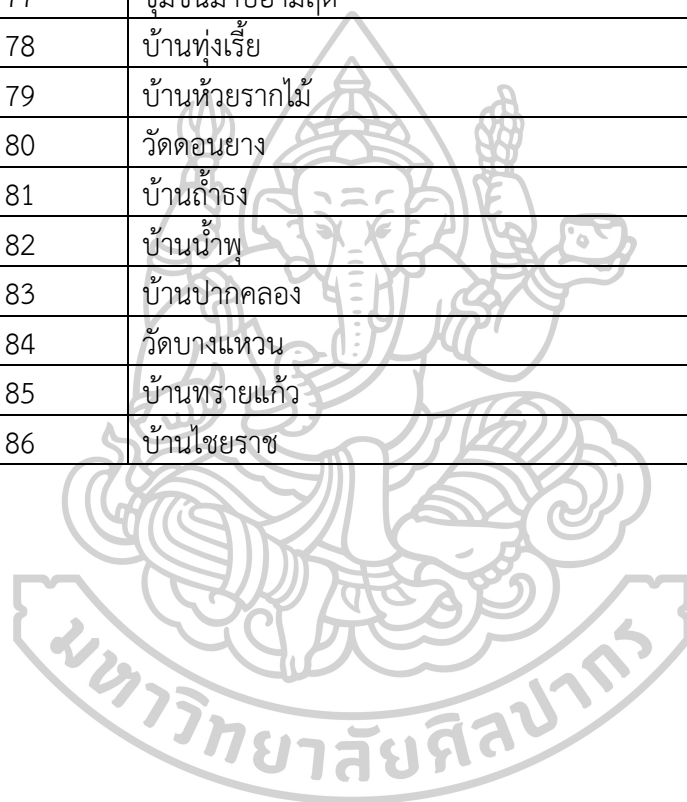 78 บ้านทุ่งเรี้ย
79 บ้านห้วยรากไม้
80 วัดดอนยาง
81 บ้านถ้ำธง
82 บ้านน้ำพุ
83 บ้านปากคลอง
84 วัดบางแหวน
85 บ้านทรายแก้ว
86 บ้านไชยราช
มหาวิทยาลัยศิลปากร